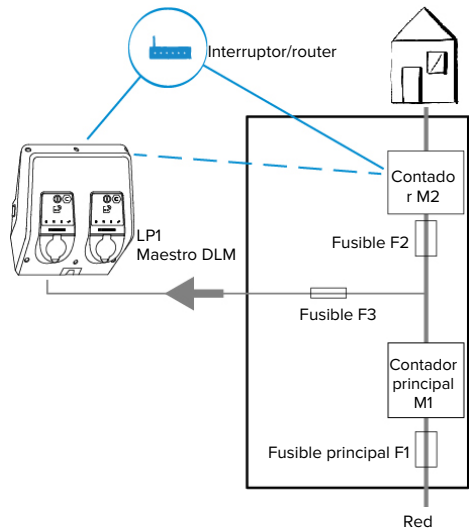 Interruptor/router
Contado
r M2
LP1
Maestro DLM
Fusible F2
Fusible F3
Contador
principal
M1
Fusible principal F1
Red